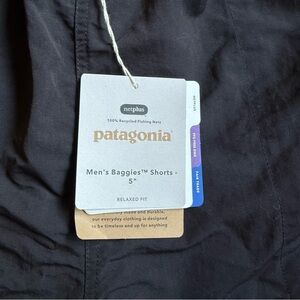 netplus
100% Recycled Fishing Nets
patagonia
Men's Baggies™ Shorts -
5"
RELAXED FIT
our everyday clothing is designed
to be timeless and up for anything